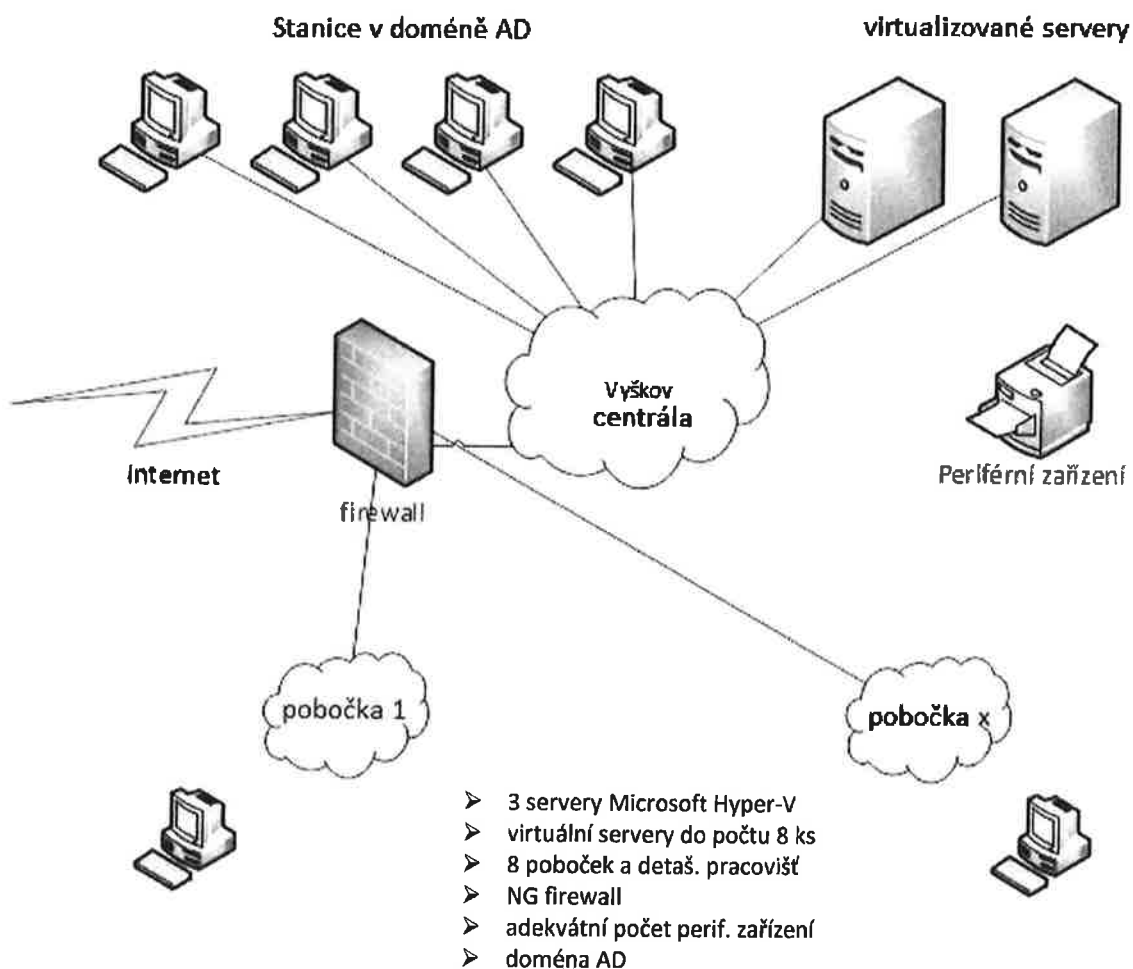 Stanice v doméně AD
virtualizované servery
Vyškov
centrála
Internet
firewall
Periférní zařízení
pobočka 1
pobočka x
➢ 3 servery Microsoft Hyper-V
➢ virtuální servery do počtu 8 ks
➢ 8 poboček a detaš. pracovišť
➢ NG firewall
➢ adekvátní počet perif. zařízení
➢ doména AD